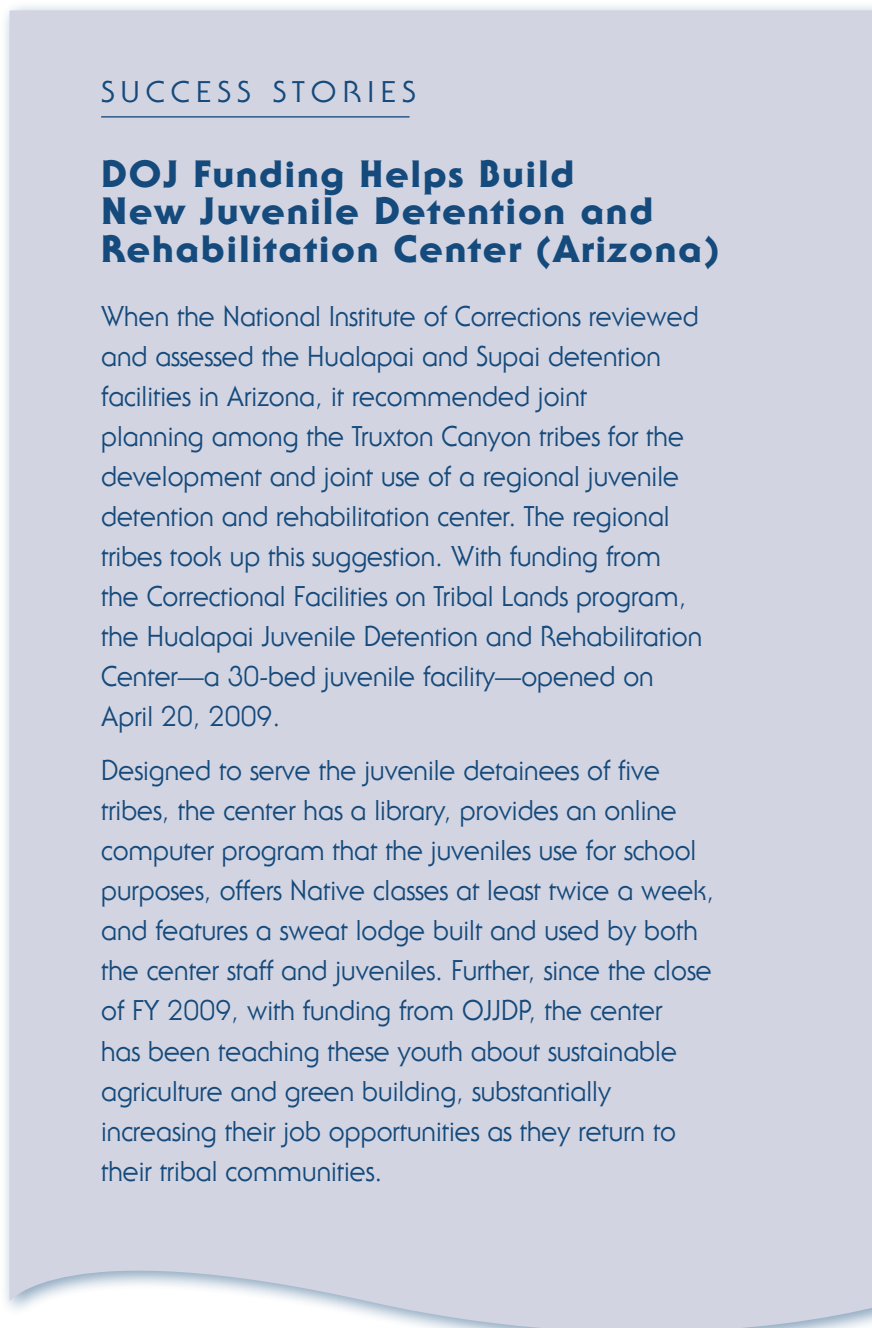 SUCCESS STORIES
DOJ Funding Helps Build
New Juvenile Detention and
Rehabilitation Center (Arizona)
When the National Institute of Corrections reviewed
and assessed the Hualapai and Supai detention
facilities in Arizona, it recommended joint
planning among the Truxton Canyon tribes for the
development and joint use of a regional juvenile
detention and rehabilitation center. The regional
tribes took up this suggestion. With funding from
the Correctional Facilities on Tribal Lands program,
the Hualapai Juvenile Detention and Rehabilitation
Center—a 30-bed juvenile facility—opened on
April 20, 2009.
Designed to serve the juvenile detainees of five
tribes, the center has a library, provides an online
computer program that the juveniles use for school
purposes, offers Native classes at least twice a week,
and features a sweat lodge built and used by both
the center staff and juveniles. Further, since the close
of FY 2009, with funding from OJJDP, the center
has been teaching these youth about sustainable
agriculture and green building, substantially
increasing their job opportunities as they return to
their tribal communities.